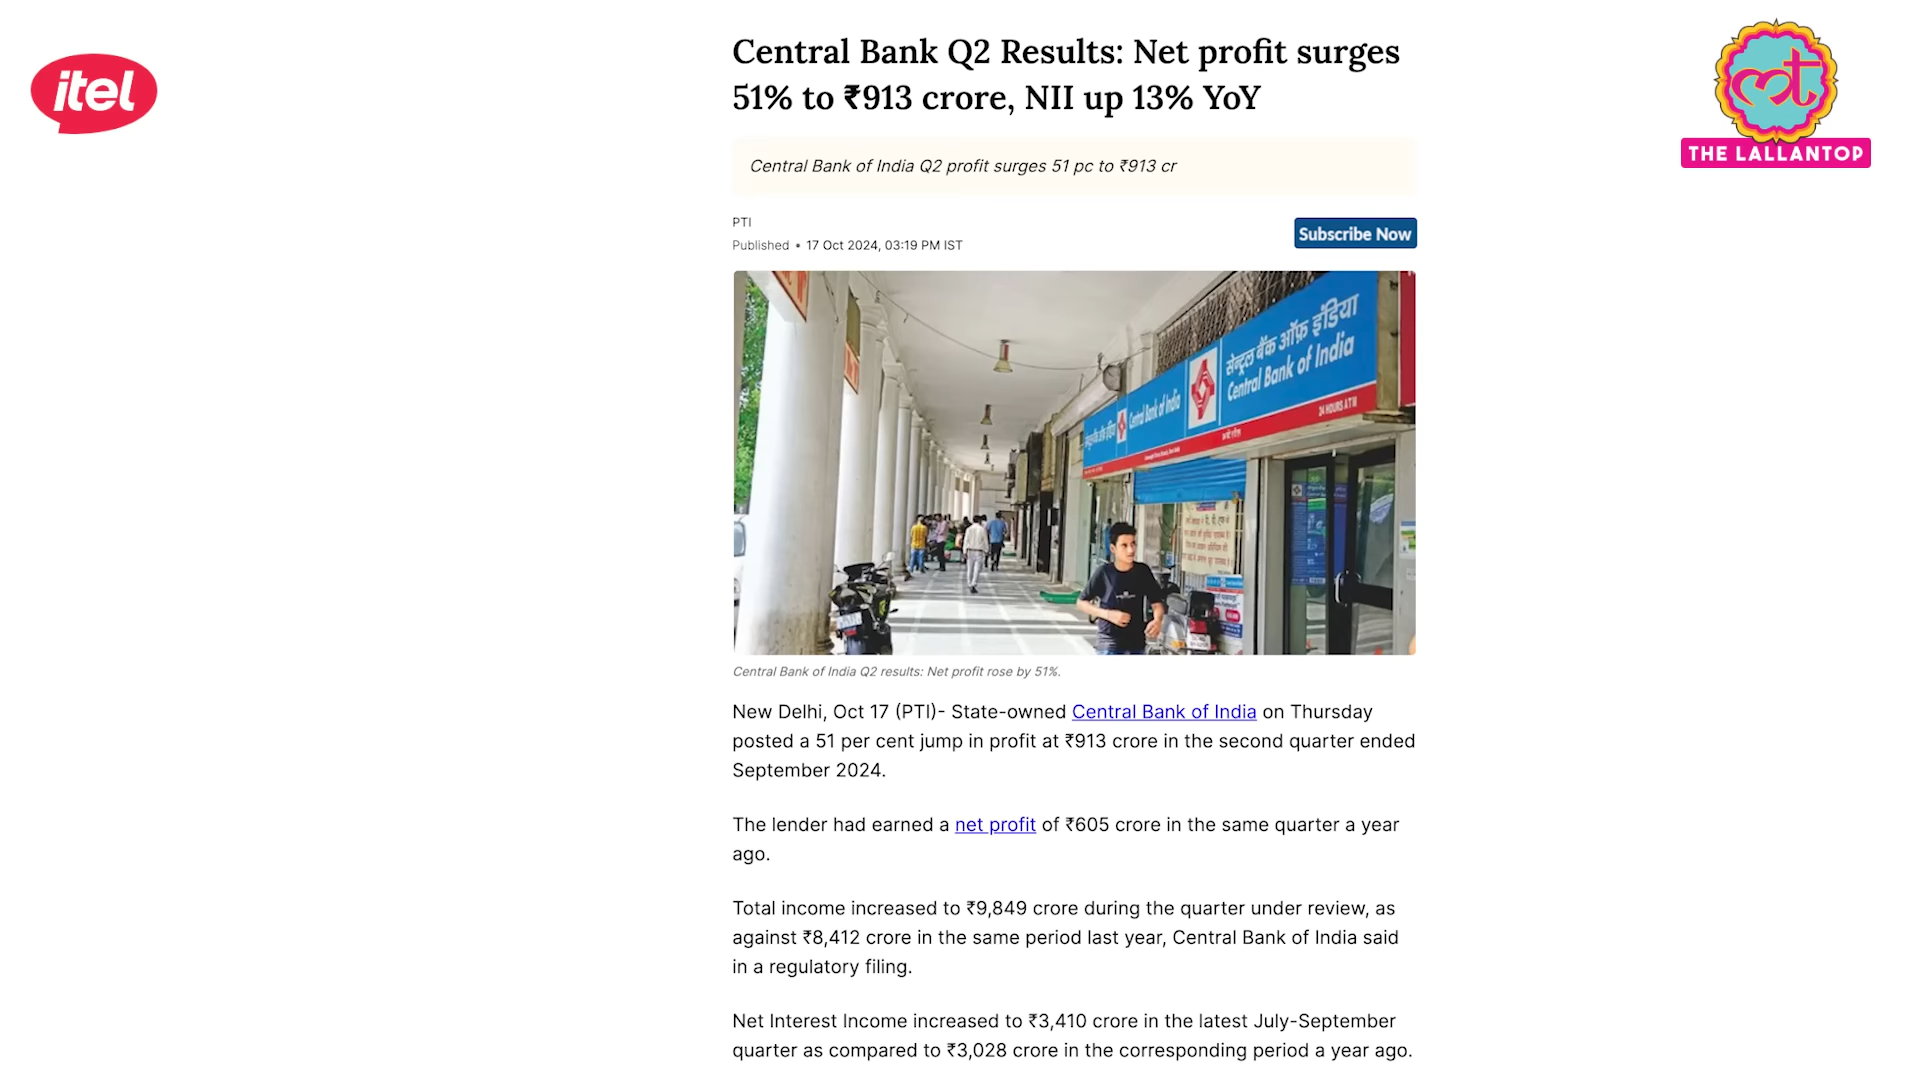 itel
Central Bank Q2 Results: Net profit surges
51% to ₹913 crore, NII up 13% YoY
THE LALLANTOP
Central Bank of India Q2 profit surges 51 pc to ₹913 cr
PTI
Published • 17 Oct 2024, 03:19 PM IST
Subscribe Now
सेन्ट्रल बैंक ऑफ़ इंडिया
Central Bank of India
Central Bank of India
24 HOURS ATM
Central Bank of India Q2 results: Net profit rose by 51%.
New Delhi, Oct 17 (PTI)- State-owned Central Bank of India on Thursday
posted a 51 per cent jump in profit at ₹913 crore in the second quarter ended
September 2024.
The lender had earned a net profit of ₹605 crore in the same quarter a year
ago.
Total income increased to ₹9,849 crore during the quarter under review, as
against ₹8,412 crore in the same period last year, Central Bank of India said
in a regulatory filing.
Net Interest Income increased to ₹3,410 crore in the latest July-September
quarter as compared to ₹3,028 crore in the corresponding period a year ago.